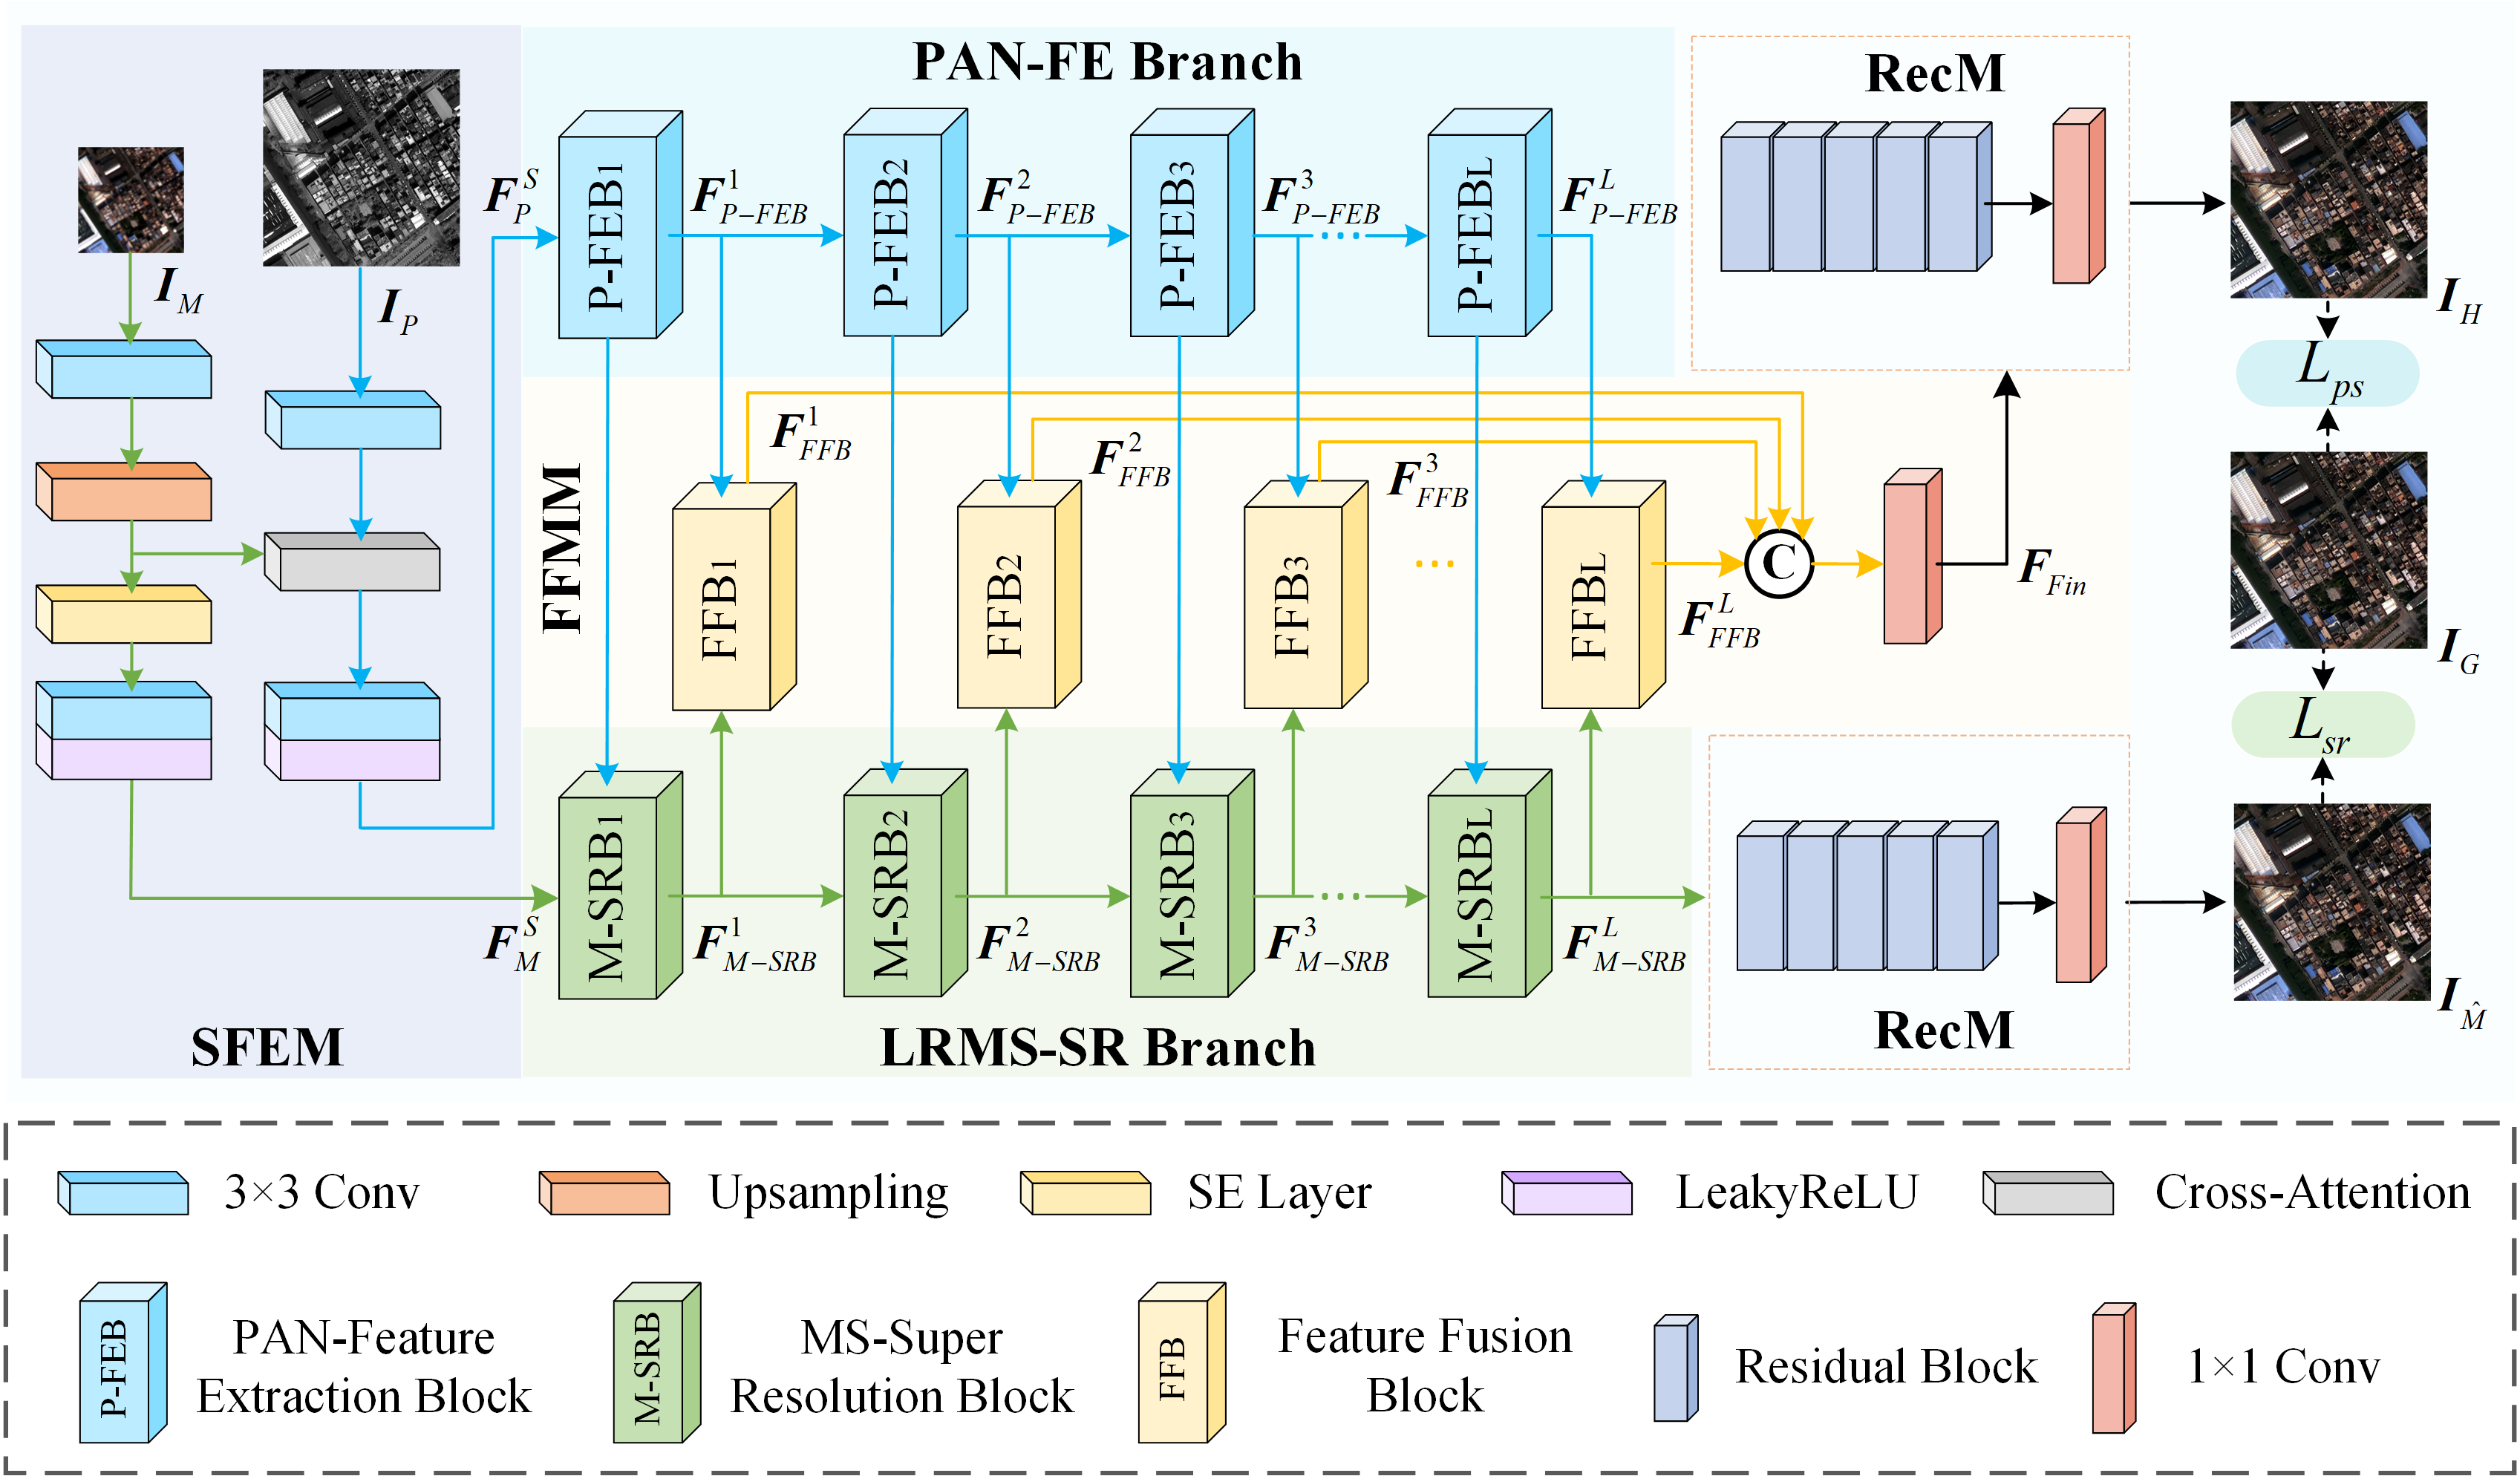 PAN-FE Branch
RecM
I_M
I_P
F_P^S
P-FEB1
F_{P-FEB}^1
P-FEB2
F_{P-FEB}^2
P-FEB3
F_{P-FEB}^3
...
P-FEBL
F_{P-FEB}^L
I_H
L_{ps}
FFMM
F_{FFB}^1
F_{FFB}^2
F_{FFB}^3
FFB1
FFB2
FFB3
...
FFBL
F_{FFB}^L
C
F_{Fin}
I_G
L_{sr}
F_M^S
M-SRB1
F_{M-SRB}^1
M-SRB2
F_{M-SRB}^2
M-SRB3
F_{M-SRB}^3
...
M-SRBL
F_{M-SRB}^L
RecM
I_{\hat{M}}
SFEM
LRMS-SR Branch
3×3 Conv
Upsampling
SE Layer
LeakyReLU
Cross-Attention
P-FEB
PAN-Feature
Extraction Block
M-SRB
MS-Super
Resolution Block
FFB
Feature Fusion
Block
Residual Block
1×1 Conv